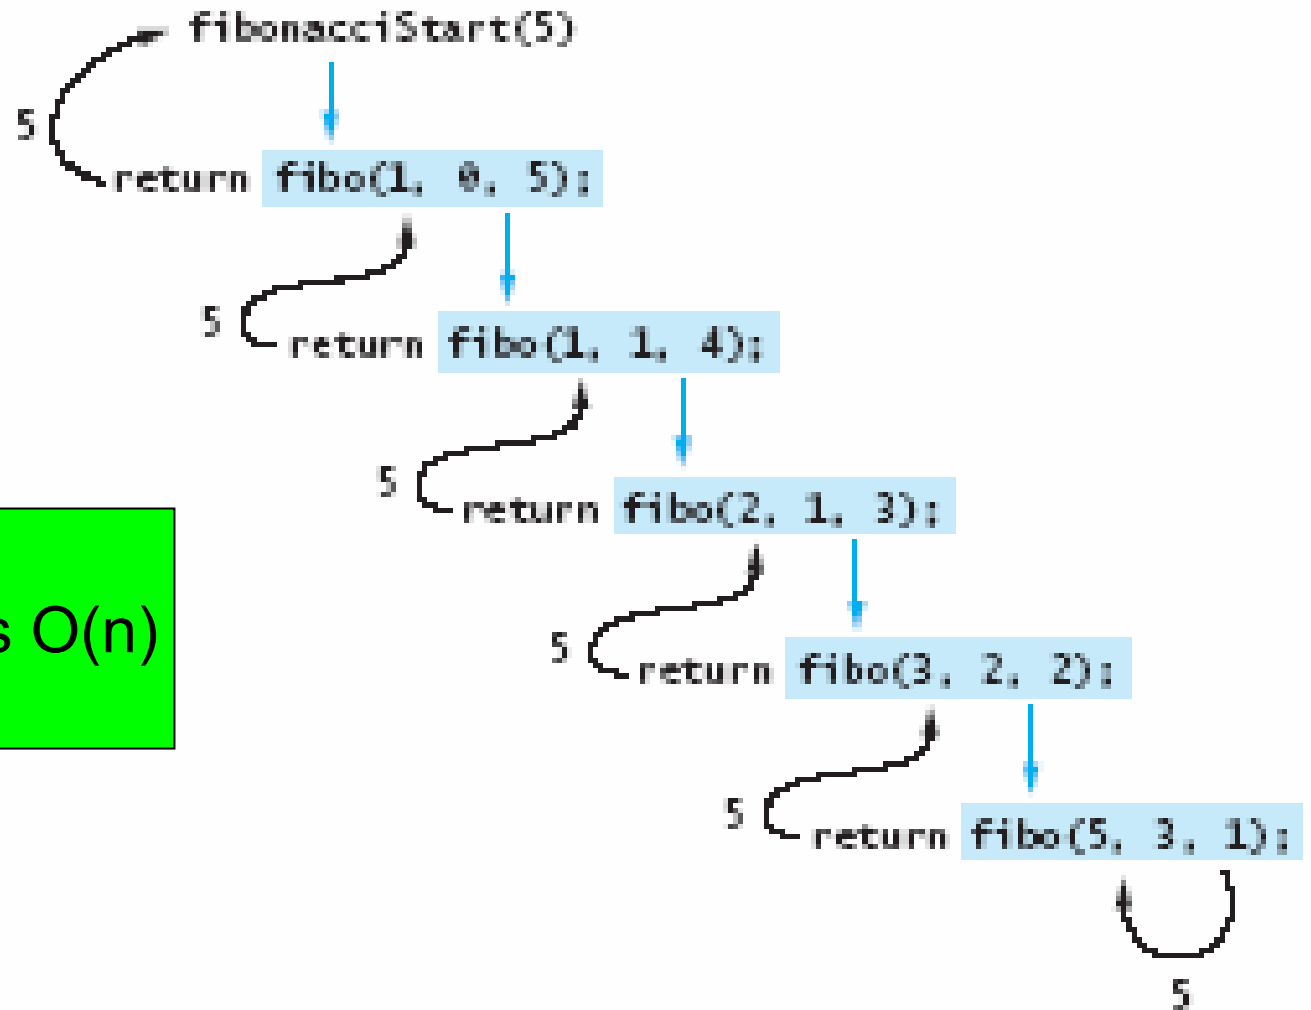 fibonacciStart(5)
5
return fibo(1, 0, 5);
5
return fibo(1, 1, 4);
5
return fibo(2, 1, 3);
s O(n)
5
return fibo(3, 2, 2);
5
return fibo(5, 3, 1);
5